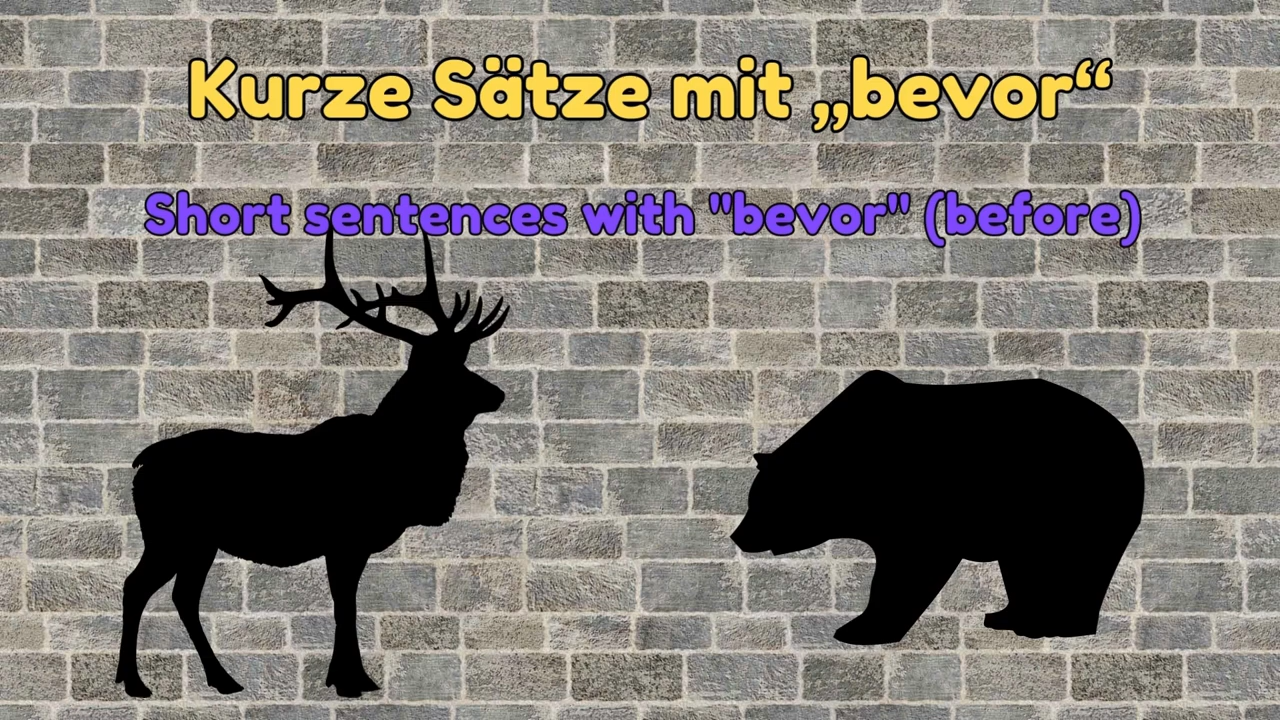 Kurze Sätze mit „bevor“
Short sentences with "bevor" (before)